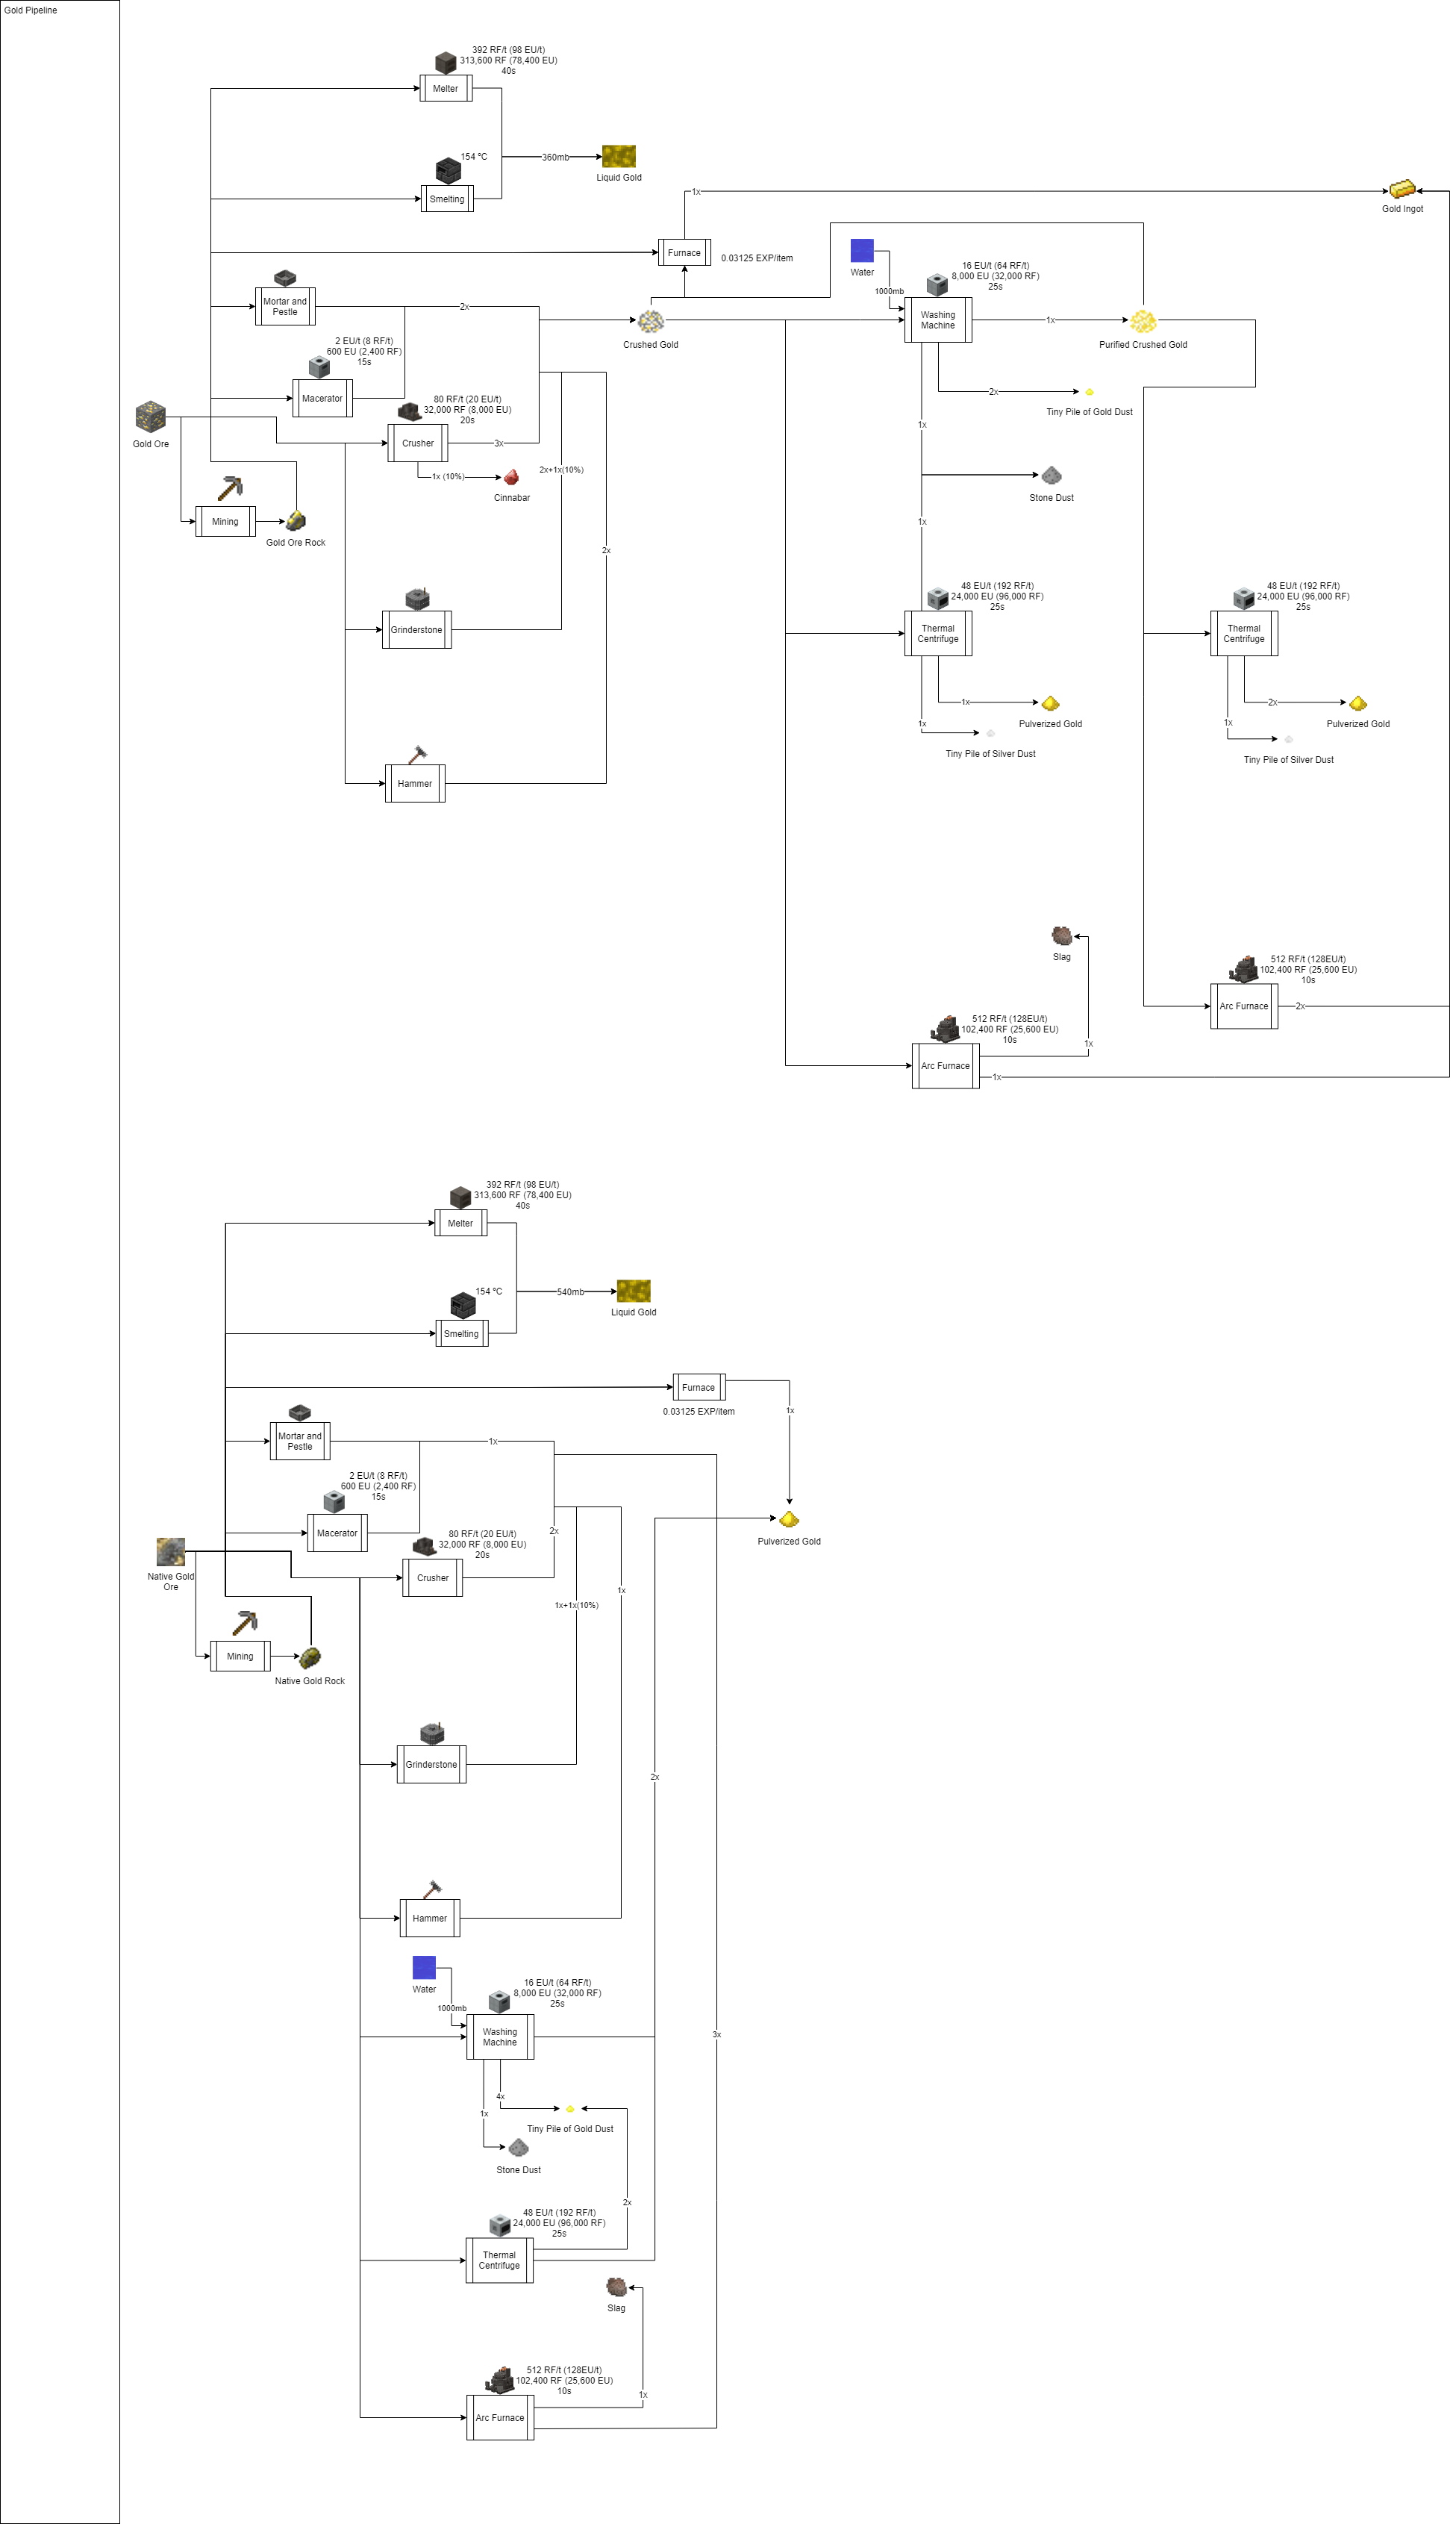 Gold Pipeline
392 RF/t (98 EU/t)
313,600 RF (78,400 EU)
40s
Melter
154 ºC
Smelting
360mb
Liquid Gold
1x
Gold Ingot
Furnace
0.03125 EXP/item
Water
1000mb
16 EU/t (64 RF/t)
8,000 EU (32,000 RF)
25s
Washing
Machine
1x
Purified Crushed Gold
Mortar and
Pestle
2x
Crushed Gold
2 EU/t (8 RF/t)
600 EU (2,400 RF)
15s
Macerator
2x
Tiny Pile of Gold Dust
80 RF/t (20 EU/t)
32,000 RF (8,000 EU)
20s
Gold Ore
Crusher
3x
1x
1x (10%)
Cinnabar
2x+1x(10%)
Stone Dust
Mining
Gold Ore Rock
1x
2x
48 EU/t (192 RF/t)
24,000 EU (96,000 RF)
25s
48 EU/t (192 RF/t)
24,000 EU (96,000 RF)
25s
Grinderstone
Thermal
Centrifuge
Thermal
Centrifuge
1x
Pulverized Gold
1x
Tiny Pile of Silver Dust
2x
Pulverized Gold
1x
Tiny Pile of Silver Dust
Hammer
Slag
512 RF/t (128EU/t)
102,400 RF (25,600 EU)
10s
Arc Furnace
2x
512 RF/t (128EU/t)
102,400 RF (25,600 EU)
10s
Arc Furnace
1x
1x
392 RF/t (98 EU/t)
313,600 RF (78,400 EU)
40s
Melter
154 ºC
Smelting
540mb
Liquid Gold
Furnace
0.03125 EXP/item
1x
Mortar and
Pestle
1x
2 EU/t (8 RF/t)
600 EU (2,400 RF)
15s
Macerator
2x
Pulverized Gold
80 RF/t (20 EU/t)
32,000 RF (8,000 EU)
20s
Native Gold
Ore
Crusher
1x
1x+1x(10%)
Mining
Native Gold Rock
Grinderstone
2x
Hammer
Water
1000mb
16 EU/t (64 RF/t)
8,000 EU (32,000 RF)
25s
Washing
Machine
3x
4x
1x
Tiny Pile of Gold Dust
Stone Dust
2x
48 EU/t (192 RF/t)
24,000 EU (96,000 RF)
25s
Thermal
Centrifuge
Slag
512 RF/t (128EU/t)
102,400 RF (25,600 EU)
10s
1x
Arc Furnace